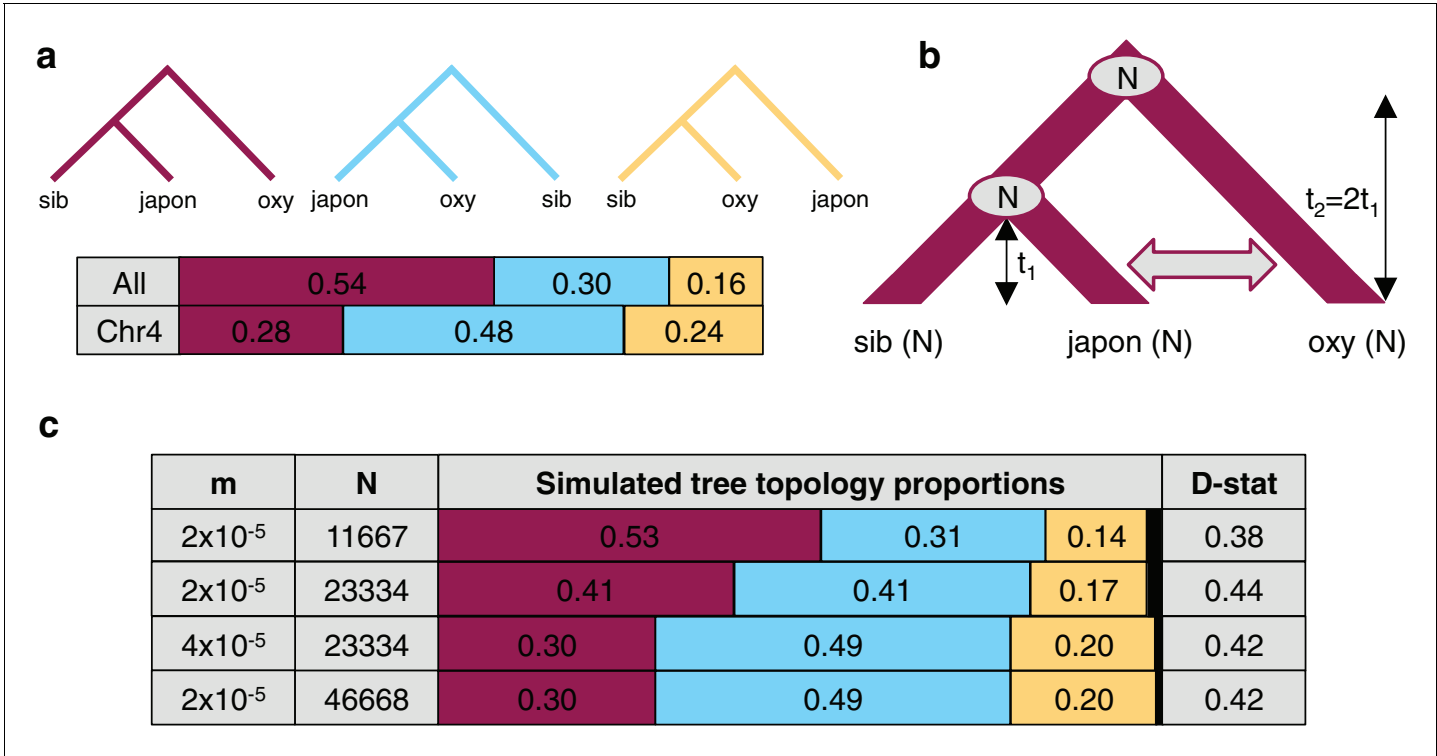 a
sib japon oxy japon oxy sib sib oxy japon
All 0.54 0.30 0.16
Chr4 0.28 0.48 0.24
b
N
N
t₂=2t₁
t₁
sib (N) japon (N) oxy (N)
c
m N Simulated tree topology proportions D-stat
2x10⁻⁵ 11667 0.53 0.31 0.14 0.38
2x10⁻⁵ 23334 0.41 0.41 0.17 0.44
4x10⁻⁵ 23334 0.30 0.49 0.20 0.42
2x10⁻⁵ 46668 0.30 0.49 0.20 0.42